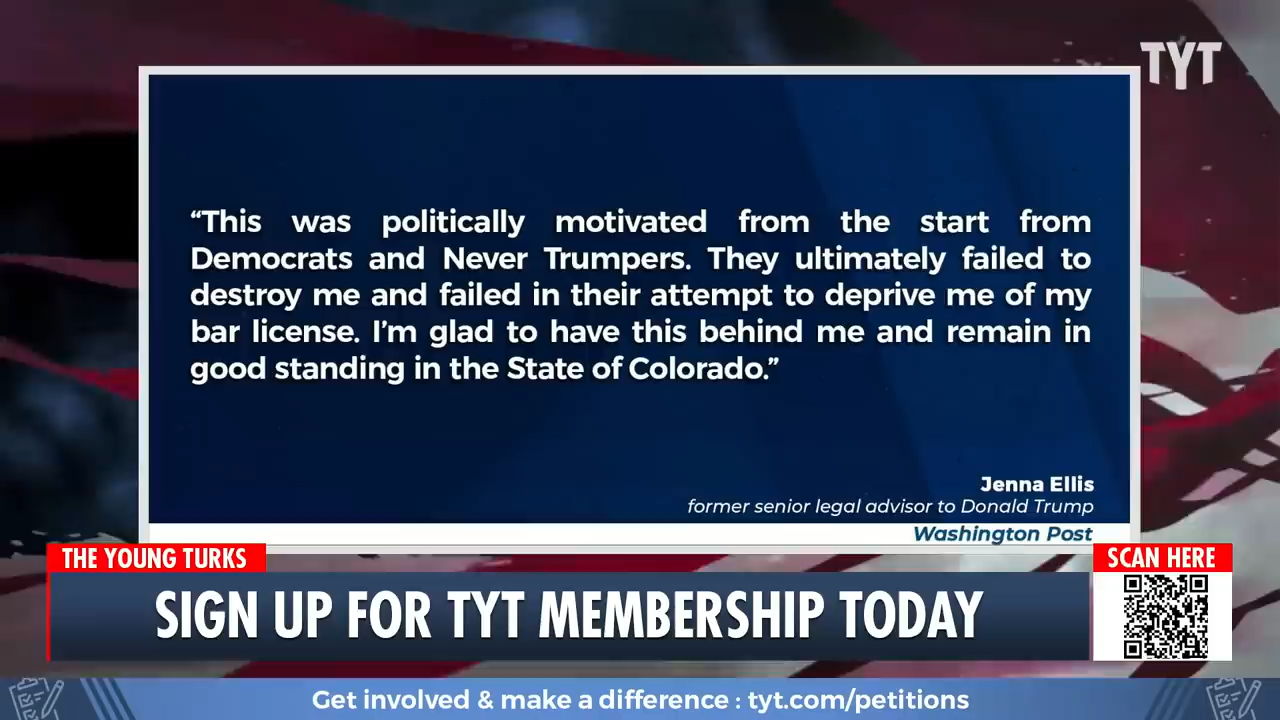 TYT
“This was politically motivated from the start from
Democrats and Never Trumpers. They ultimately failed to
destroy me and failed in their attempt to deprive me of my
bar license. I’m glad to have this behind me and remain in
good standing in the State of Colorado.”
Jenna Ellis
former senior legal advisor to Donald Trump
Washington Post
THE YOUNG TURKS
SCAN HERE
SIGN UP FOR TYT MEMBERSHIP TODAY
Get involved & make a difference : tyt.com/petitions